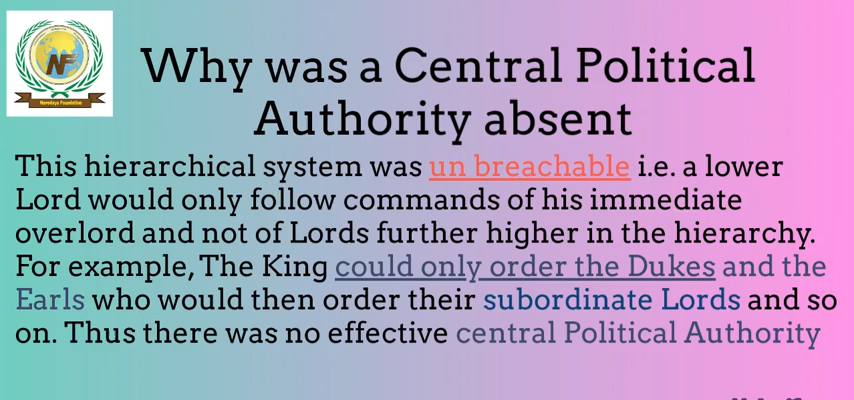 Why was a Central Political
Authority absent
This hierarchical system was un breachable i.e. a lower
Lord would only follow commands of his immediate
overlord and not of Lords further higher in the hierarchy.
For example, The King could only order the Dukes and the
Earls who would then order their subordinate Lords and so
on. Thus there was no effective central Political Authority
NF
Navodaya Foundation